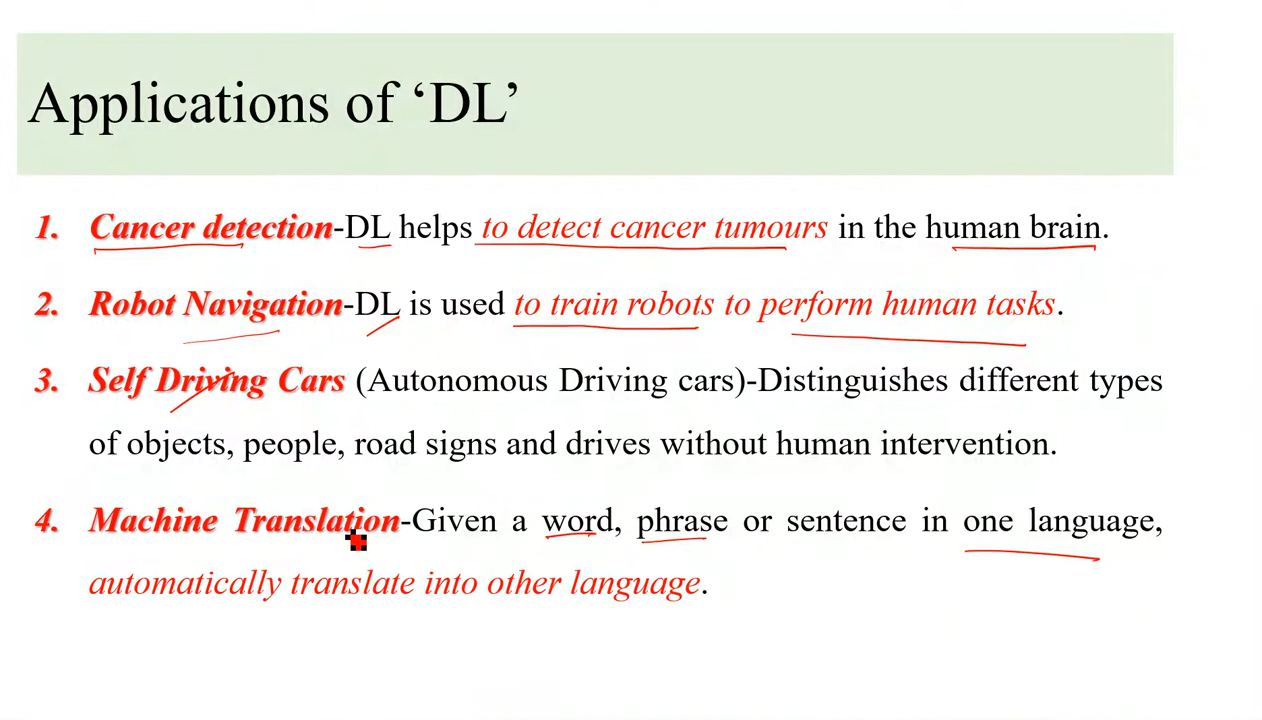 Applications of ‘DL’
1. Cancer detection-DL helps to detect cancer tumours in the human brain.
2. Robot Navigation-DL is used to train robots to perform human tasks.
3. Self Driving Cars (Autonomous Driving cars)-Distinguishes different types
of objects, people, road signs and drives without human intervention.
4. Machine Translation-Given a word, phrase or sentence in one language,
automatically translate into other language.